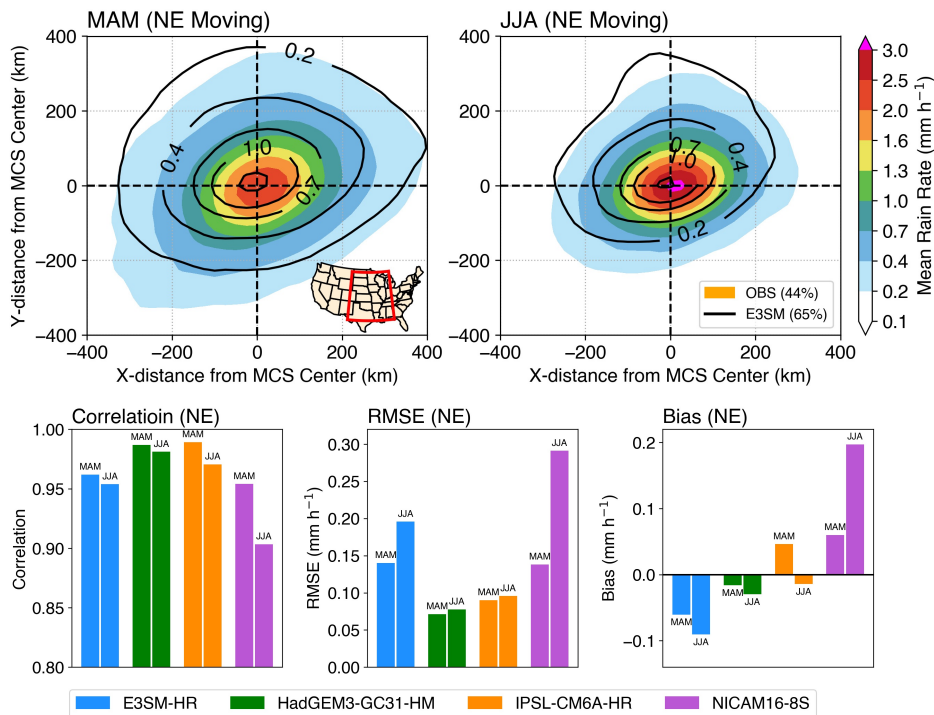 MAM (NE Moving)
JJA (NE Moving)
400
200
0
−200
−400
Y-distance from MCS Center (km)
0.2
0.4
1.0
0.7
−400
−200
0
200
400
X-distance from MCS Center (km)
0.7
1.0
0.4
0.2
OBS (44%)
E3SM (65%)
−400
−200
0
200
400
X-distance from MCS Center (km)
3.0
2.5
2.0
1.6
1.3
1.0
0.7
0.4
0.2
0.1
Mean Rain Rate (mm h⁻¹)
Correlatioin (NE)
1.00
0.95
0.90
0.85
0.80
Correlation
MAM
JJA
MAM
JJA
MAM
JJA
MAM
JJA
RMSE (NE)
0.30
0.25
0.20
0.15
0.10
0.05
0.00
RMSE (mm h⁻¹)
MAM
JJA
MAM
JJA
MAM
JJA
MAM
JJA
Bias (NE)
0.2
0.1
0.0
−0.1
Bias (mm h⁻¹)
MAM
JJA
MAM
JJA
MAM
JJA
MAM
JJA
E3SM-HR
HadGEM3-GC31-HM
IPSL-CM6A-HR
NICAM16-8S